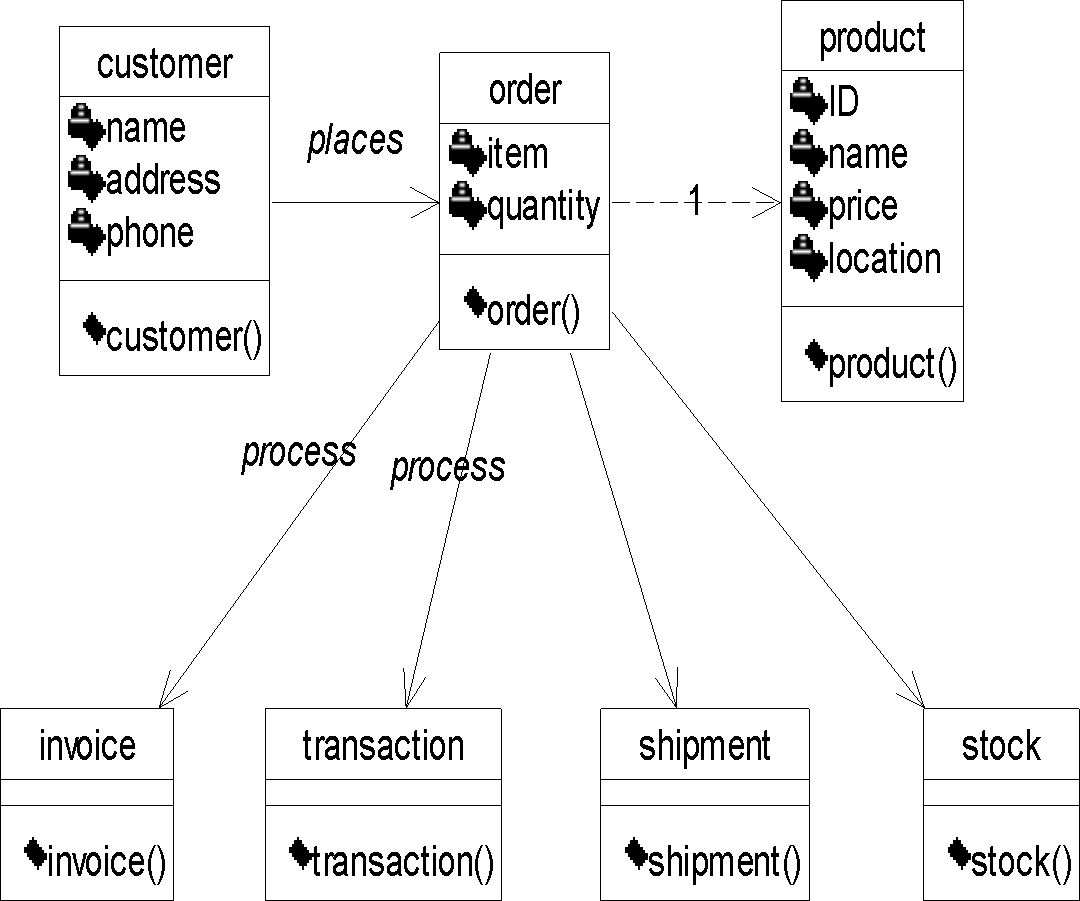 customer
name
address
phone
customer()
places
order
item
quantity
order()
1
product
ID
name
price
location
product()
process
process
invoice
invoice()
transaction
transaction()
shipment
shipment()
stock
stock()